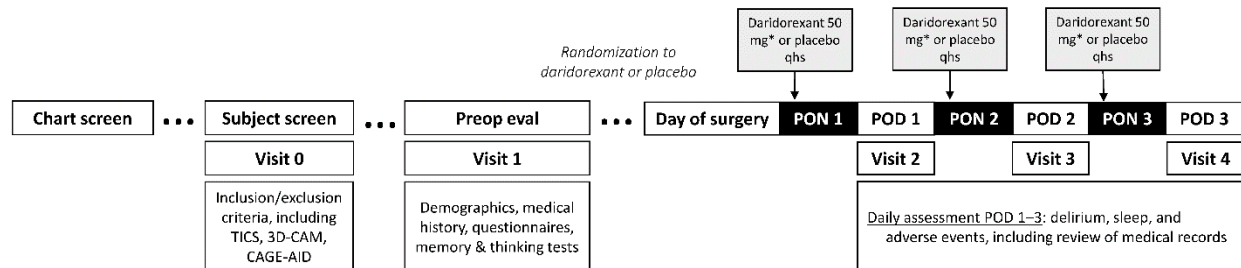 Daridorexant 50
mg* or placebo
qhs
Daridorexant 50
mg* or placebo
qhs
Daridorexant 50
mg* or placebo
qhs
Randomization to
daridorexant or placebo
Chart screen
...
Subject screen
...
Preop eval
...
Day of surgery
PON 1
POD 1
PON 2
POD 2
PON 3
POD 3
Visit 0
Visit 1
Visit 2
Visit 3
Visit 4
Inclusion/exclusion
criteria, including
TICS, 3D-CAM,
CAGE-AID
Demographics, medical
history, questionnaires,
memory & thinking tests
Daily assessment POD 1–3: delirium, sleep, and
adverse events, including review of medical records